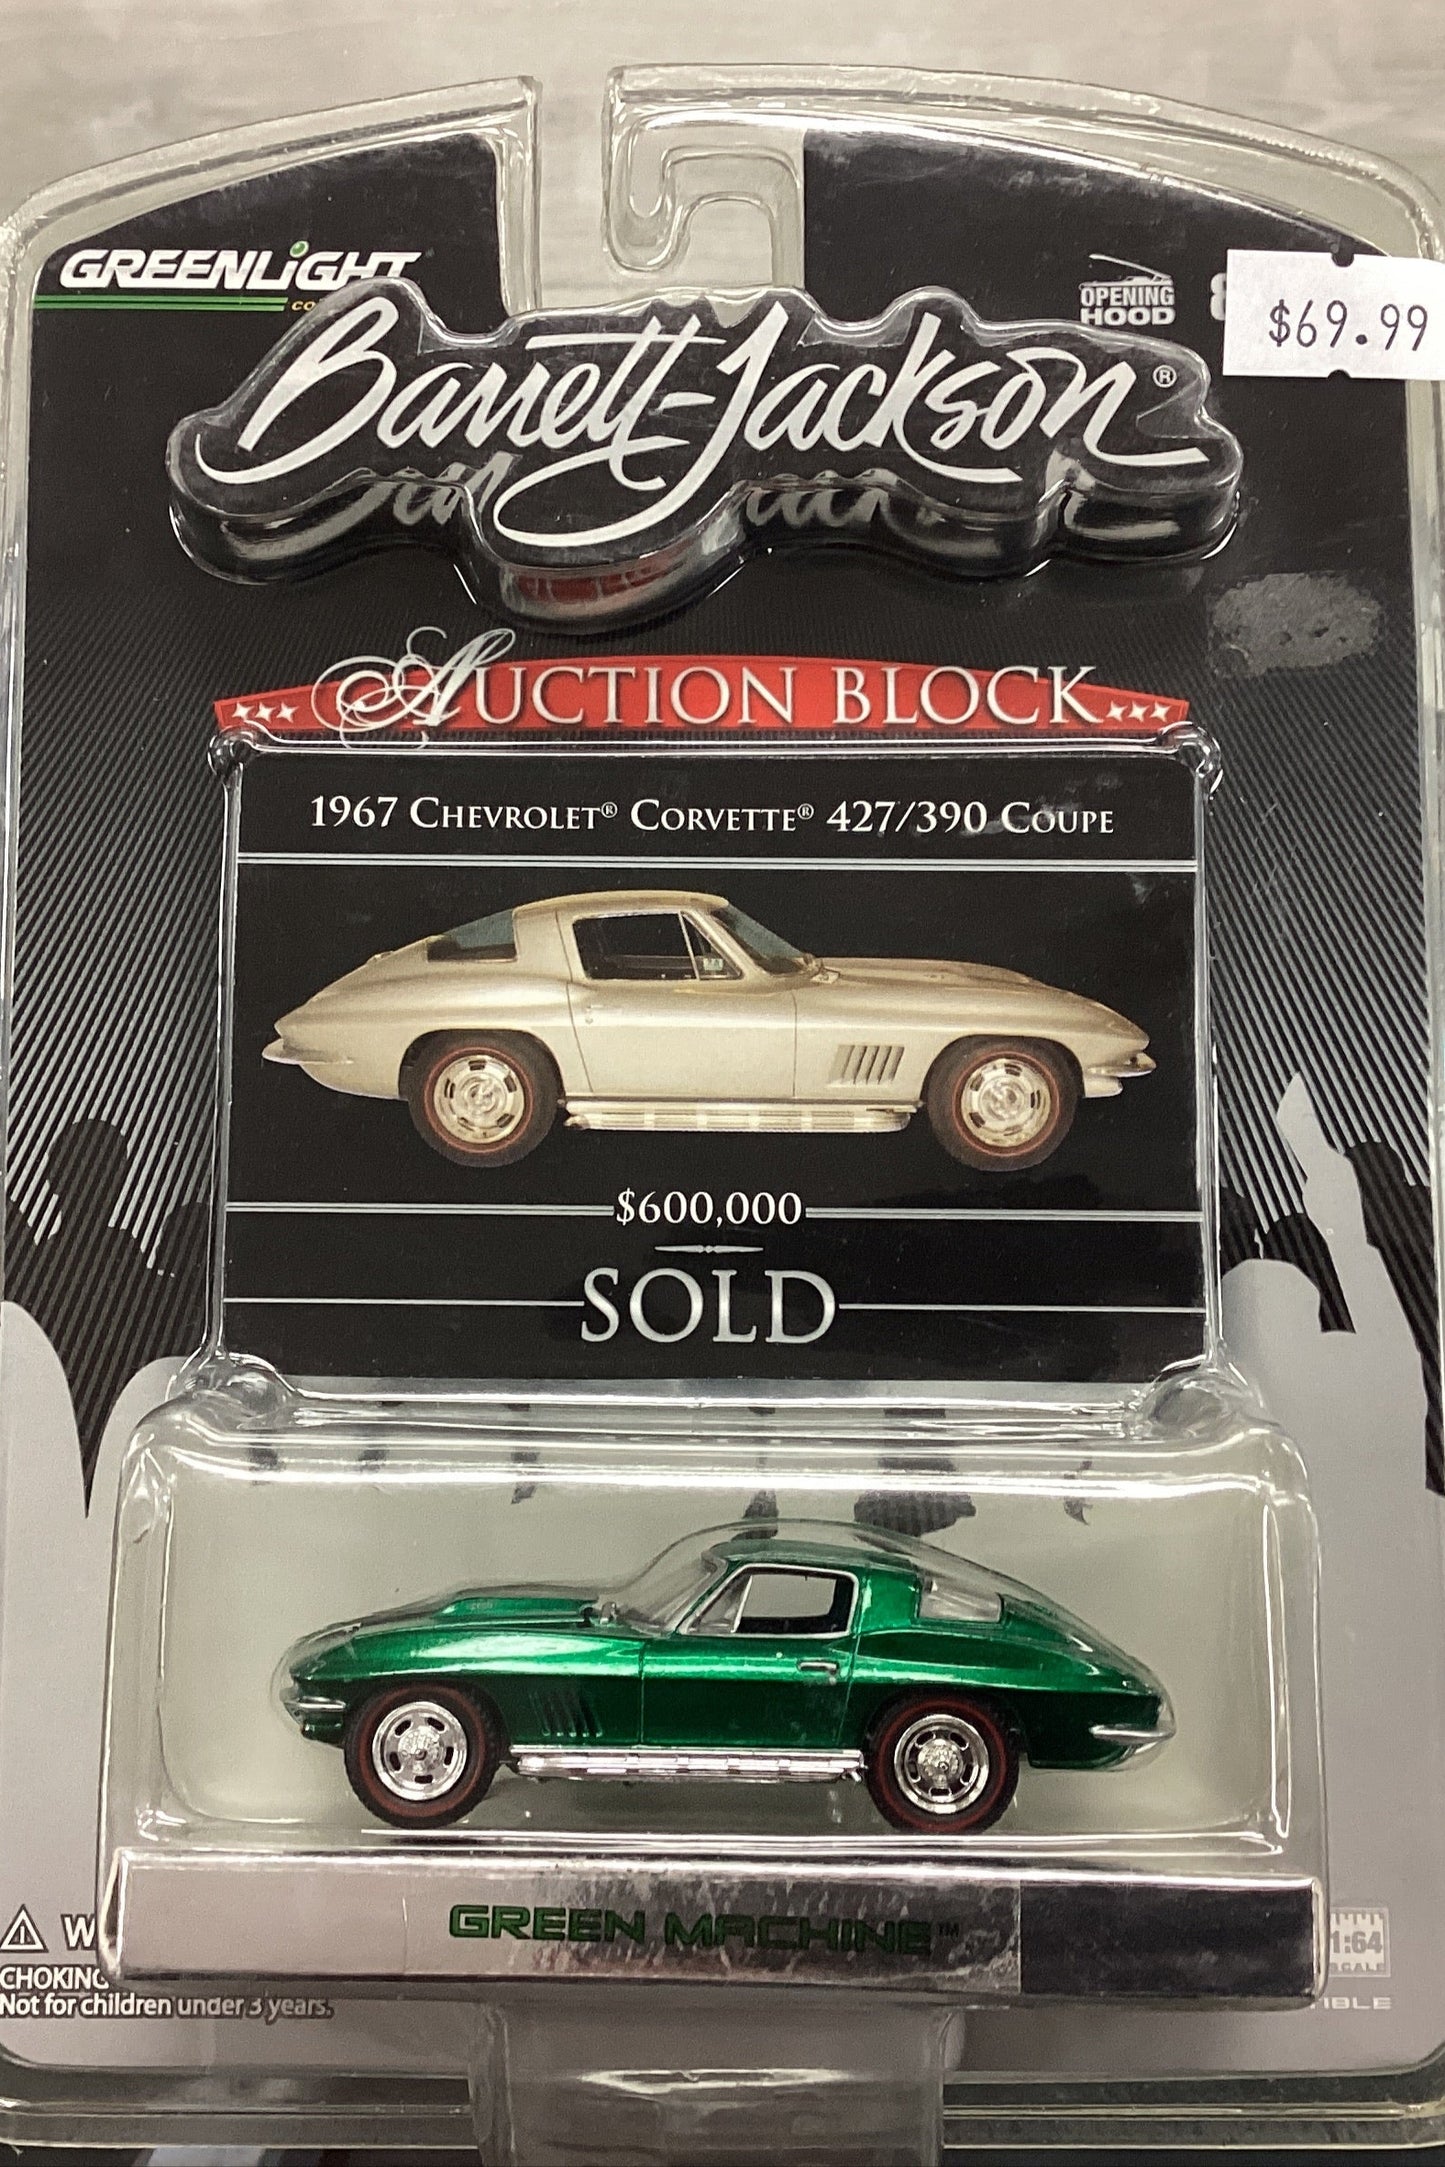 GREENLiGHT
OPENING
HOOD
$69.99
Barrett-Jackson®
AUCTION BLOCK
1967 CHEVROLET® CORVETTE® 427/390 COUPE
$600,000
SOLD
GREEN MACHINE™
CHOKING
Not for children under 3 years.
1:64
SCALE